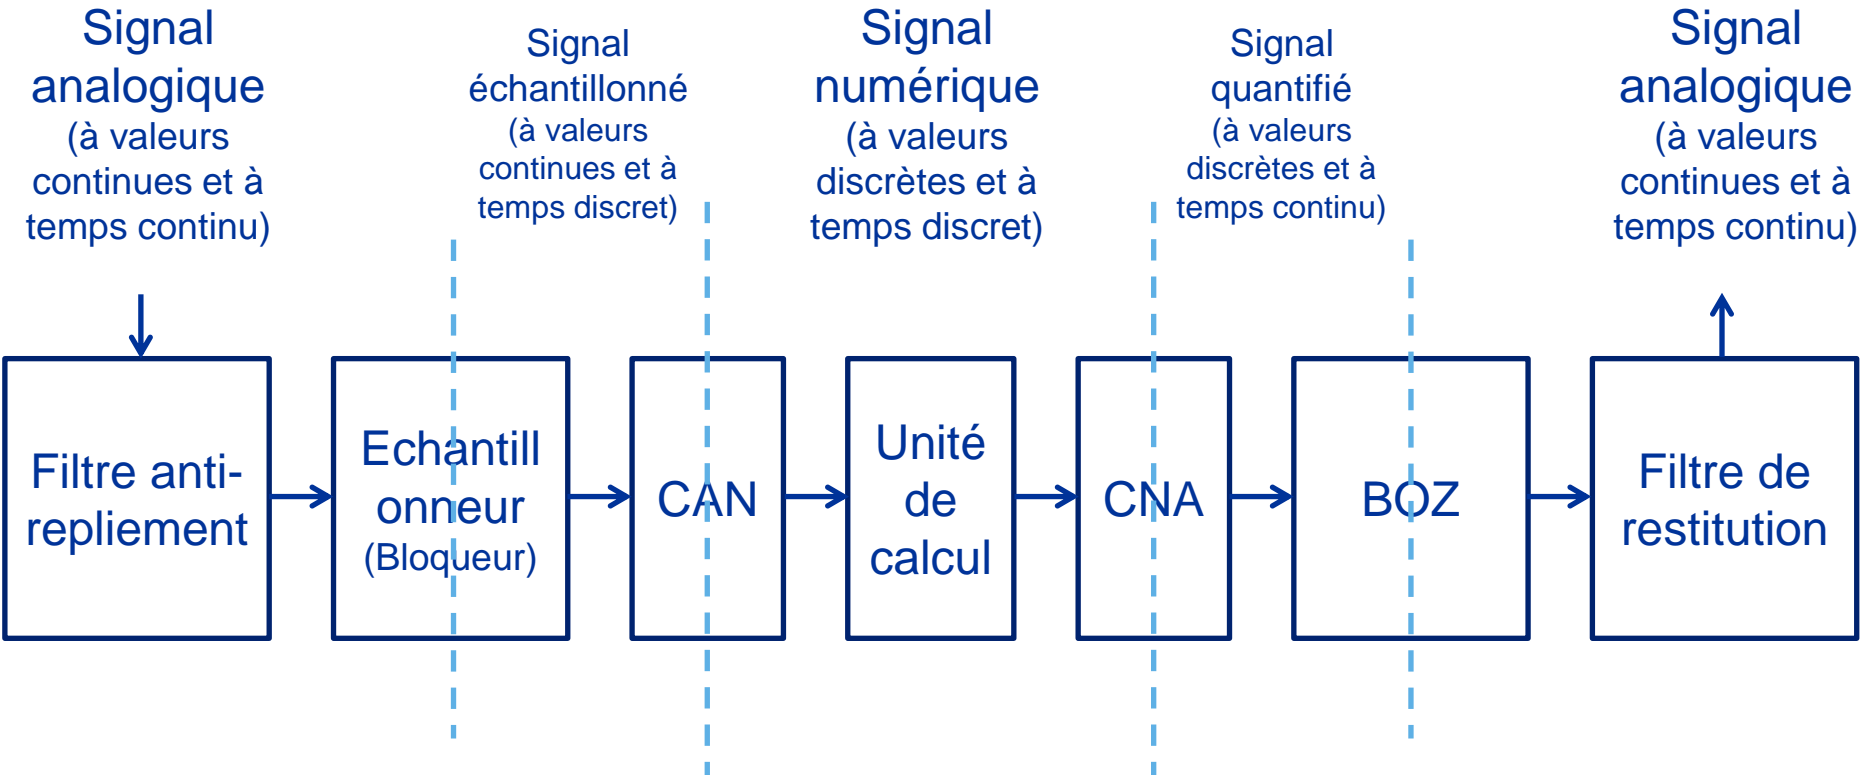 Signal
analogique
(à valeurs
continues et à
temps continu)
Signal
échantillonné
(à valeurs
continues et à
temps discret)
Signal
numérique
(à valeurs
discrètes et à
temps discret)
Signal
quantifié
(à valeurs
discrètes et à
temps continu)
Signal
analogique
(à valeurs
continues et à
temps continu)
Filtre anti-
repliement
Echantill
onneur
(Bloqueur)
CAN
Unité
de
calcul
CNA
BOZ
Filtre de
restitution